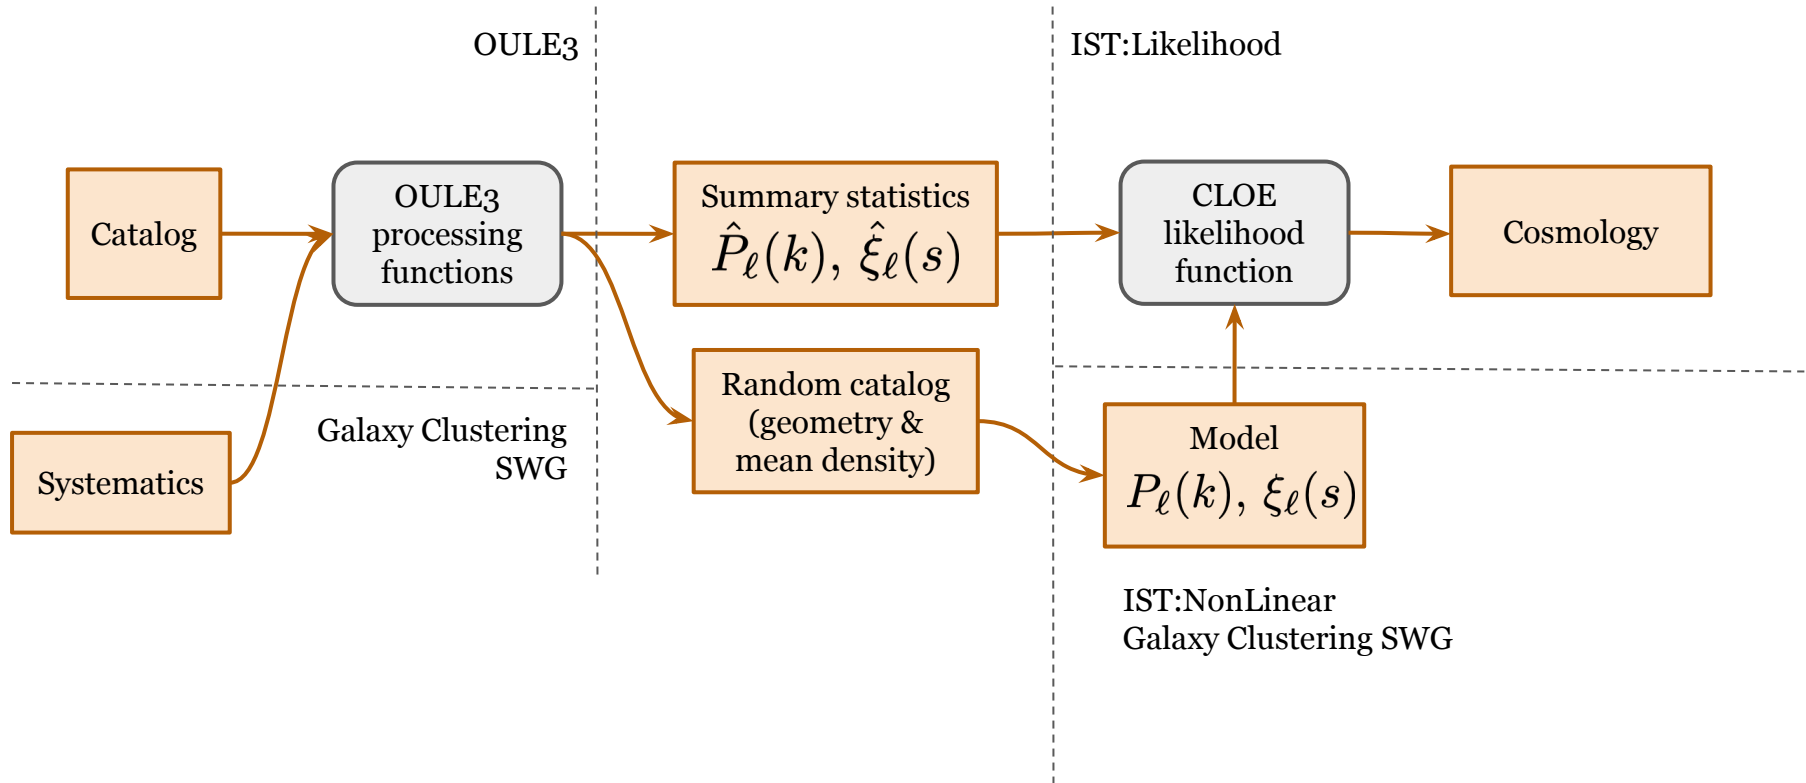 OULE3
IST:Likelihood
Catalog
OULE3
processing
functions
Summary statistics
P̂ℓ(k), ξ̂ℓ(s)
CLOE
likelihood
function
Cosmology
Systematics
Galaxy Clustering
SWG
Random catalog
(geometry &
mean density)
Model
Pℓ(k), ξℓ(s)
IST:NonLinear
Galaxy Clustering SWG